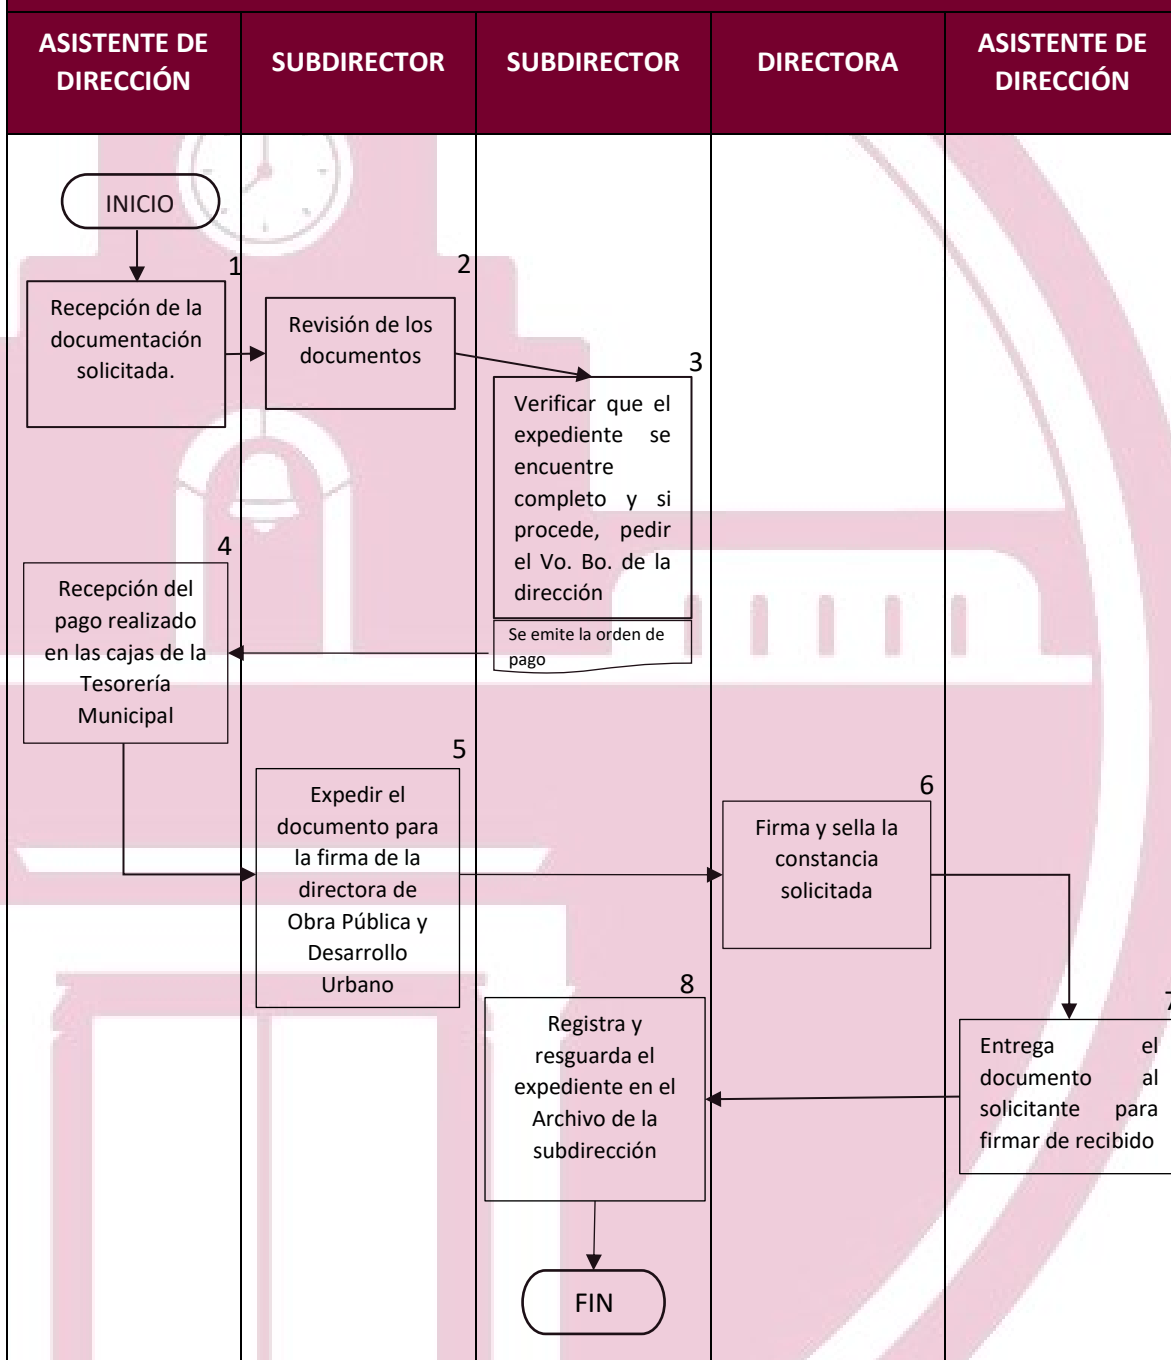 ASISTENTE DE
DIRECCIÓN
SUBDIRECTOR
SUBDIRECTOR
DIRECTORA
ASISTENTE DE
DIRECCIÓN
INICIO
1
Recepción de la
documentación
solicitada.
2
Revisión de los
documentos
3
Verificar que el
expediente se
encuentre
completo y si
procede, pedir
el Vo. Bo. de la
dirección
Se emite la orden de
pago
4
Recepción del
pago realizado
en las cajas de la
Tesorería
Municipal
5
Expedir el
documento para
la firma de la
directora de
Obra Pública y
Desarrollo
Urbano
6
Firma y sella la
constancia
solicitada
7
Entrega el
documento al
solicitante para
firmar de recibido
8
Registra y
resguarda el
expediente en el
Archivo de la
subdirección
FIN